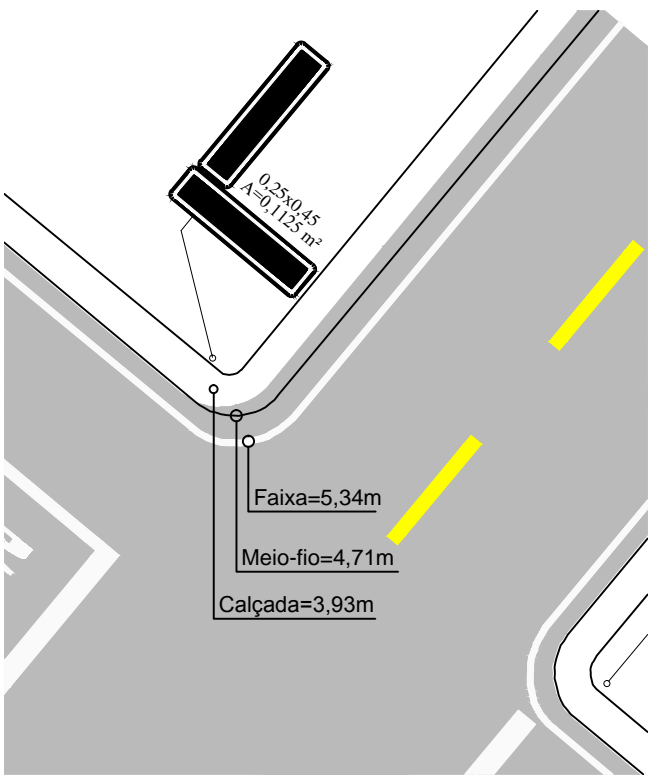 0,25x0,45
A=0,1125 m²
Faixa=5,34m
Meio-fio=4,71m
Calçada=3,93m